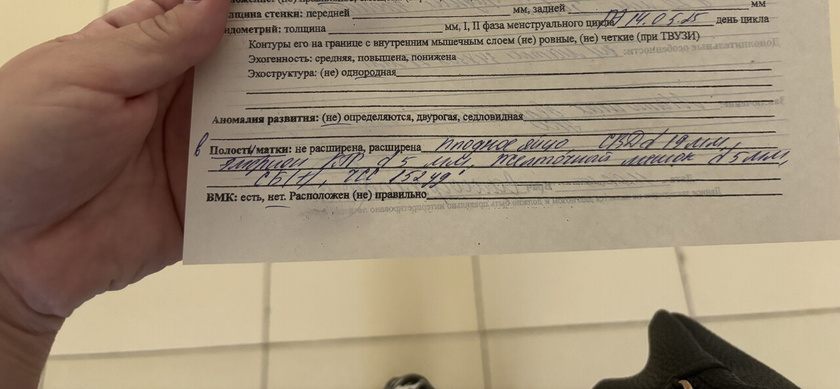 толщина стенки: передней мм, задней мм
эндометрий: толщина мм, I, II фаза менструального цикла ПМ 14.03.25 день цикла
Контуры его на границе с внутренним мышечным слоем (не) ровные, (не) четкие (при ТВУЗИ)
Эхогенность: средняя, повышена, понижена
Эхоструктура: (не) однородная
Аномалия развития: (не) определяются, двурогая, седловидная
в Полость матки: не расширена, расширена плодное яйцо, СВД d 19 мм,
эмбрион КТР d 5 мм. желточный мешок d 5 мм,
СБ (+), ЧСС 152 уд'
ВМК: есть, нет. Расположен (не) правильно